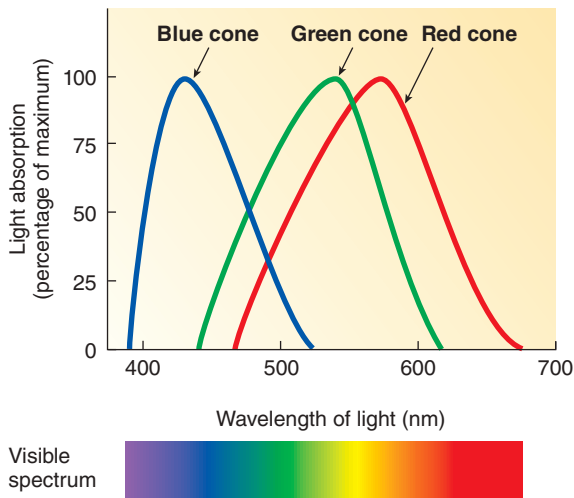 Blue cone
Green cone
Red cone
Light absorption
(percentage of maximum)
100
75
50
25
0
400
500
600
700
Wavelength of light (nm)
Visible
spectrum